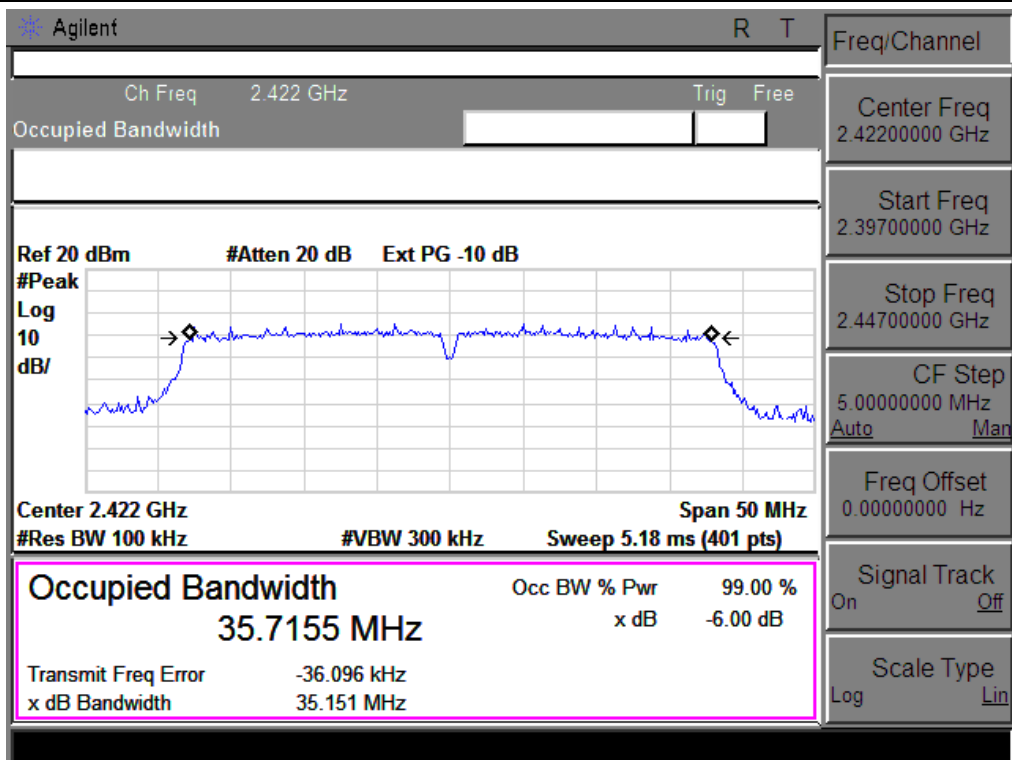 Agilent R T
Ch Freq 2.422 GHz Trig Free
Occupied Bandwidth
Ref 20 dBm #Atten 20 dB Ext PG -10 dB
#Peak
Log
10
dB/
Center 2.422 GHz Span 50 MHz
#Res BW 100 kHz #VBW 300 kHz Sweep 5.18 ms (401 pts)
Occupied Bandwidth Occ BW % Pwr 99.00 %
35.7155 MHz x dB -6.00 dB
Transmit Freq Error -36.096 kHz
x dB Bandwidth 35.151 MHz
Freq/Channel
Center Freq
2.42200000 GHz
Start Freq
2.39700000 GHz
Stop Freq
2.44700000 GHz
CF Step
5.00000000 MHz
Auto Man
Freq Offset
0.00000000 Hz
Signal Track
On Off
Scale Type
Log Lin